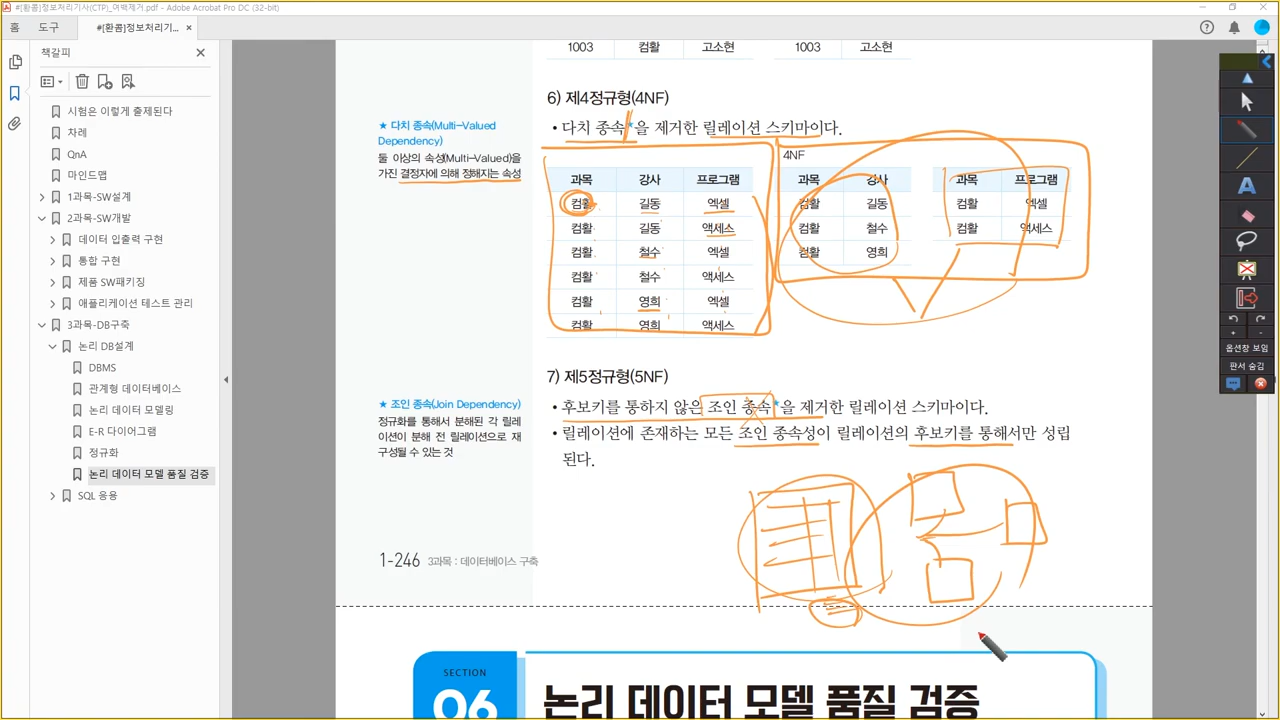 #[환콤]정보처리기사(CTP)_여백제거.pdf - Adobe Acrobat Pro DC (32-bit)
홈 도구 #[환콤]정보처리기... ×
책갈피
시험은 이렇게 출제된다
차례
QnA
마인드맵
1과목-SW설계
2과목-SW개발
데이터 입출력 구현
통합 구현
제품 SW패키징
애플리케이션 테스트 관리
3과목-DB구축
논리 DB설계
DBMS
관계형 데이터베이스
논리 데이터 모델링
E-R 다이어그램
정규화
논리 데이터 모델 품질 검증
SQL 응용
1003 컴활 고소현 1003 컴활 고소현
6) 제4정규형(4NF)
• 다치 종속*을 제거한 릴레이션 스키마이다.
★ 다치 종속(Multi-Valued
Dependency)
둘 이상의 속성(Multi-Valued)을
가진 결정자에 의해 정해지는 속성
4NF
과목 강사 프로그램 과목 강사 과목 프로그램
컴활 길동 엑셀 컴활 길동 컴활 엑셀
컴활 길동 액세스 컴활 철수 컴활 액세스
컴활 철수 엑셀 컴활 영희
컴활 철수 액세스
컴활 영희 엑셀
컴활 영희 액세스
7) 제5정규형(5NF)
• 후보키를 통하지 않은 조인 종속*을 제거한 릴레이션 스키마이다.
• 릴레이션에 존재하는 모든 조인 종속성이 릴레이션의 후보키를 통해서만 성립
된다.
★ 조인 종속(Join Dependency)
정규화를 통해서 분해된 각 릴레
이션이 분해 전 릴레이션으로 재
구성될 수 있는 것
1-246 3과목 : 데이터베이스 구축
SECTION
06
논리 데이터 모델 품질 검증
A
옵션창 보임
판서 숨김